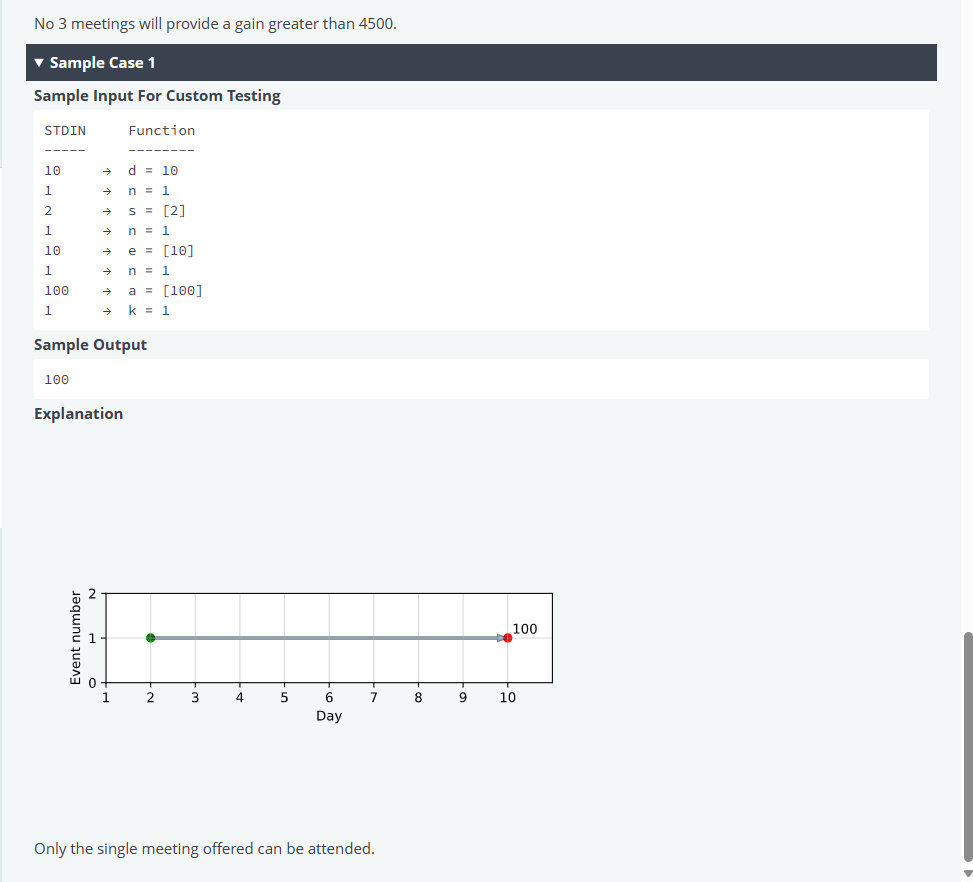 No 3 meetings will provide a gain greater than 4500.
▼ Sample Case 1
Sample Input For Custom Testing
STDIN Function
----- --------
10 → d = 10
1 → n = 1
2 → s = [2]
1 → n = 1
10 → e = [10]
1 → n = 1
100 → a = [100]
1 → k = 1
Sample Output
100
Explanation
Event number
2
1
0
100
1 2 3 4 5 6 7 8 9 10
Day
Only the single meeting offered can be attended.